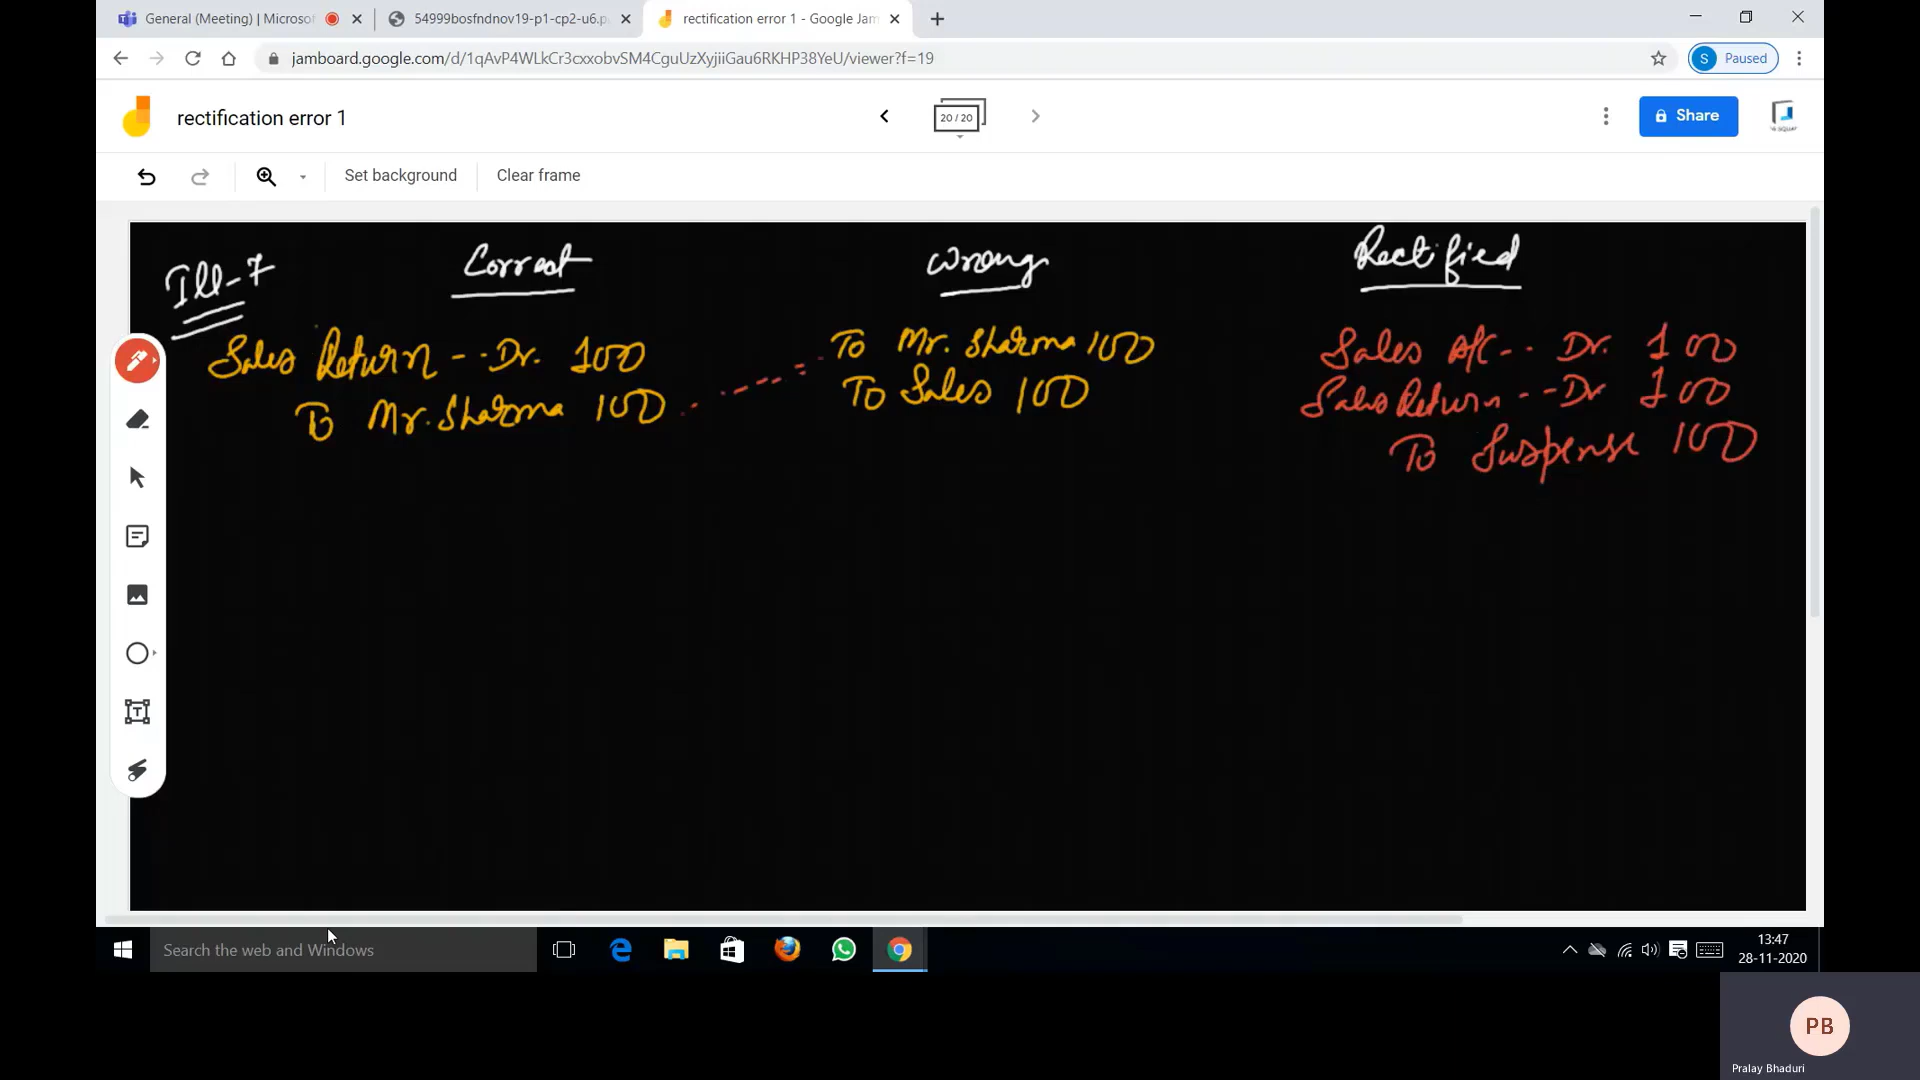 General (Meeting) | Microso
54999bosfndnov19-p1-cp2-u6.p
rectification error 1 - Google Jam
jamboard.google.com/d/1qAvP4WLkCr3cxxobvSM4CguUzXyjiiGau6RKHP38YeU/viewer?f=19
S Paused
rectification error 1
20 / 20
Share
Set background
Clear frame
Ill-7
Correct
Wrong
Rectified
Sales Return -- Dr. 100
To Mr. Sharma 100
To Mr. Sharma 100
To Sales 100
Sales A/c -- Dr. 100
Sales Return -- Dr 100
To Suspense 100
Search the web and Windows
13:47
28-11-2020
PB
Pralay Bhaduri